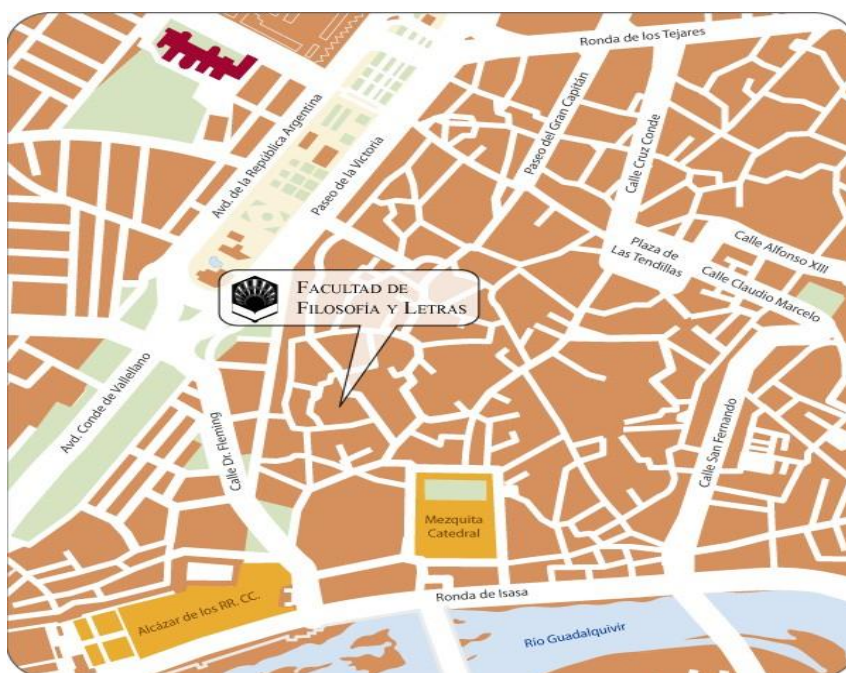 Ronda de los Tejares
Avd. de la República Argentina
Paseo de la Victoria
Paseo del Gran Capitán
Calle Cruz Conde
Plaza de
Las Tendillas
Calle Alfonso XIII
Calle Claudio Marcelo
FACULTAD DE
FILOSOFÍA Y LETRAS
Avd. Conde de Vallellano
Calle Dr. Fleming
Calle San Fernando
Mezquita
Catedral
Alcázar de los RR. CC.
Ronda de Isasa
Río Guadalquivir